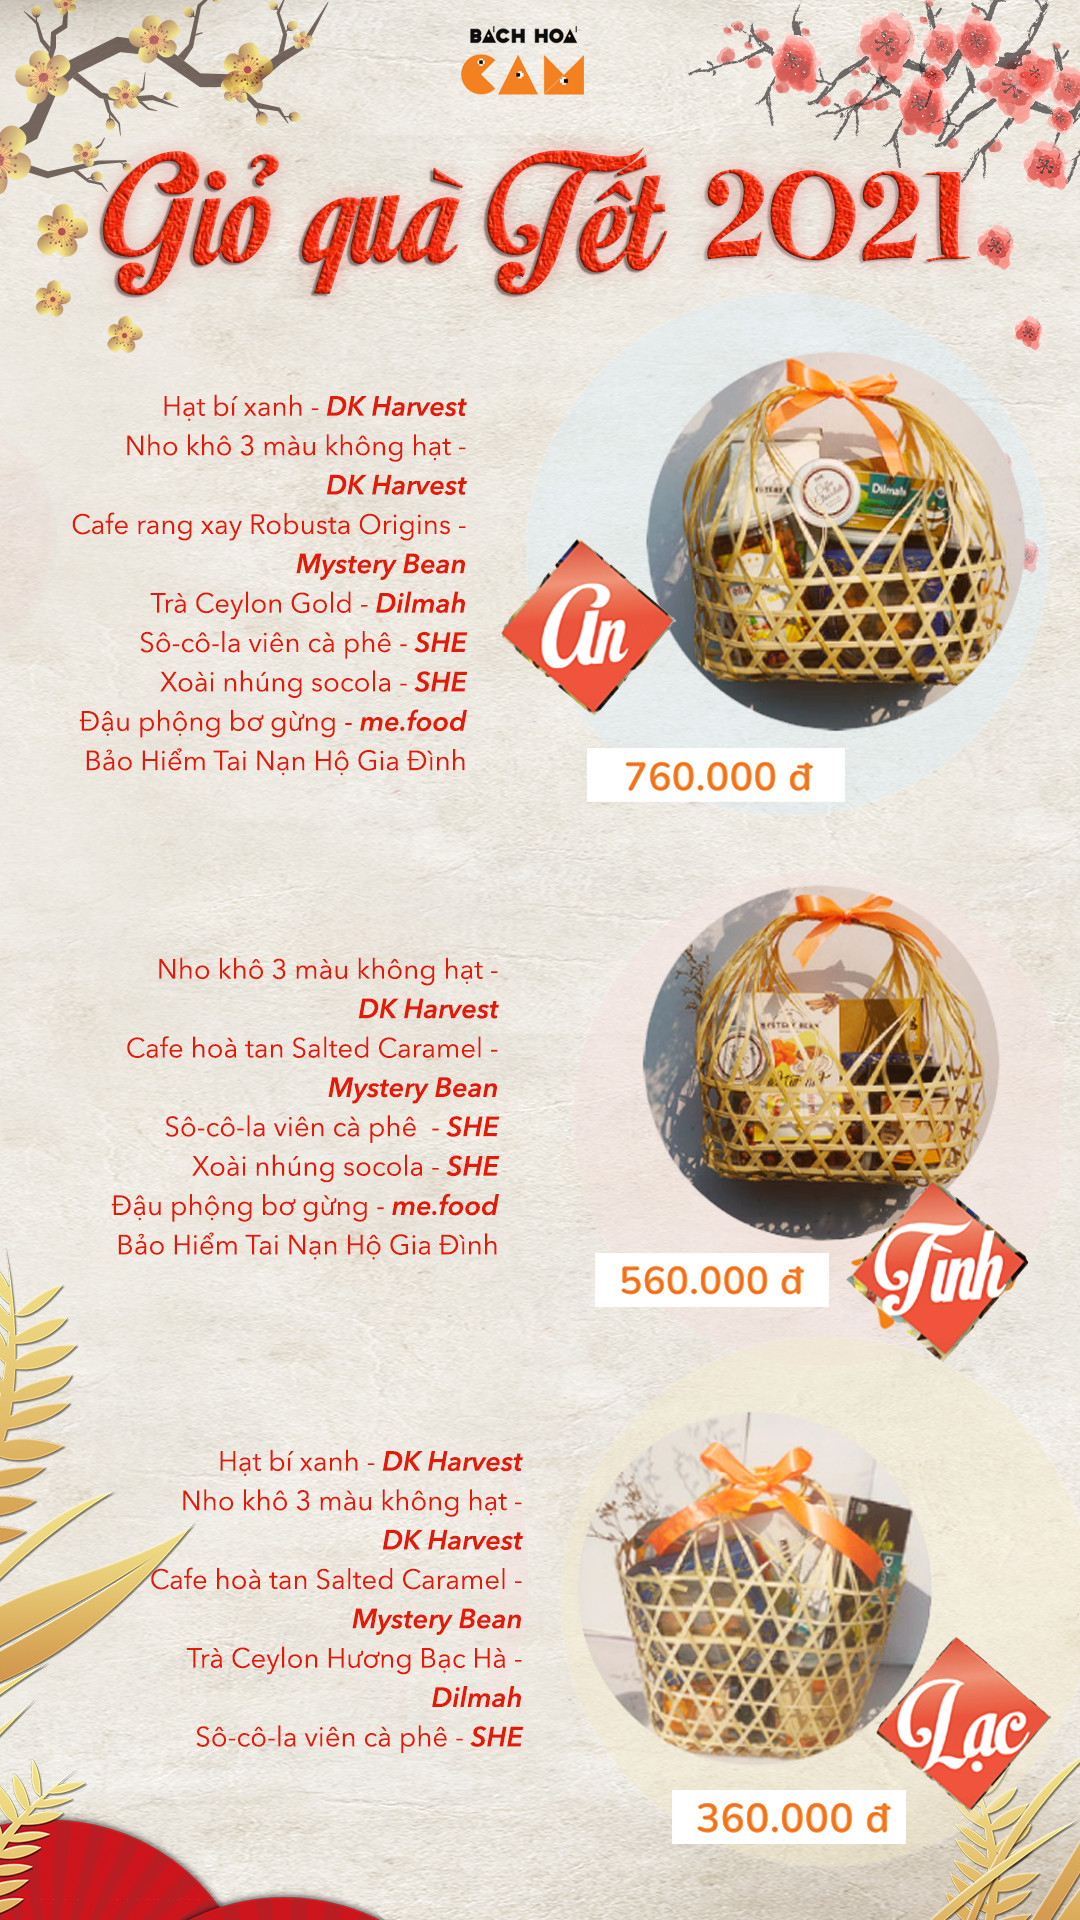 BÁCH HOÁ
CAM
Giỏ quà Tết 2021
Hạt bí xanh - DK Harvest
Nho khô 3 màu không hạt -
DK Harvest
Cafe rang xay Robusta Origins -
Mystery Bean
Trà Ceylon Gold - Dilmah
Sô-cô-la viên cà phê - SHE
Xoài nhúng socola - SHE
Đậu phộng bơ gừng - me.food
Bảo Hiểm Tai Nạn Hộ Gia Đình
Dilmah
An
760.000 đ
Nho khô 3 màu không hạt -
DK Harvest
Cafe hoà tan Salted Caramel -
Mystery Bean
Sô-cô-la viên cà phê - SHE
Xoài nhúng socola - SHE
Đậu phộng bơ gừng - me.food
Bảo Hiểm Tai Nạn Hộ Gia Đình
MYSTERY BEAN
560.000 đ
Tình
Hạt bí xanh - DK Harvest
Nho khô 3 màu không hạt -
DK Harvest
Cafe hoà tan Salted Caramel -
Mystery Bean
Trà Ceylon Hương Bạc Hà -
Dilmah
Sô-cô-la viên cà phê - SHE
Lạc
360.000 đ